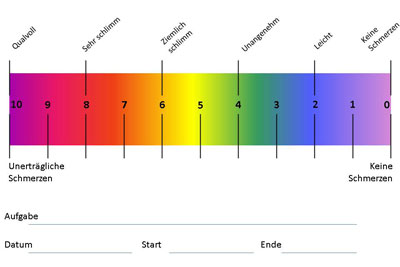 Qualvoll
Sehr schlimm
Ziemlich
schlimm
Unangenehm
Leicht
Keine
Schmerzen
10 9 8 7 6 5 4 3 2 1 0
Unerträgliche
Schmerzen
Keine
Schmerzen
Aufgabe
Datum Start Ende